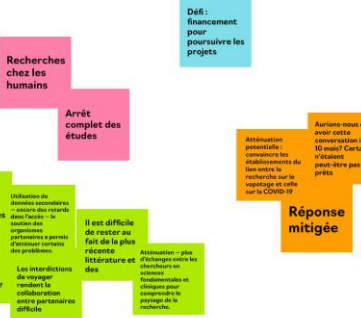 Défi :
financement
pour
poursuivre les
projets
Recherches
chez les
humains
Arrêt
complet des
études
Atténuation
potentielle :
convaincre les
établissements du
lien entre la
recherche sur le
vapotage et celle
sur la COVID-19
Aurions-nous
avoir cette
conversation
10 mois?
n'étaient
peut-être pas
prêts
Réponse
mitigée
Utilisation de
données secondaires
– encore des retards
dans l'accès – le
soutien des
organismes
partenaires a permis
d'atténuer certains
des problèmes.
Les interdictions
de voyager
rendent la
collaboration
entre partenaires
difficile
Il est difficile
de rester au
fait de la plus
récente
littérature et
des
Atténuation – plus
d'échanges entre les
chercheurs en
sciences
fondamentales et
cliniques pour
comprendre le
paysage de la
recherche.